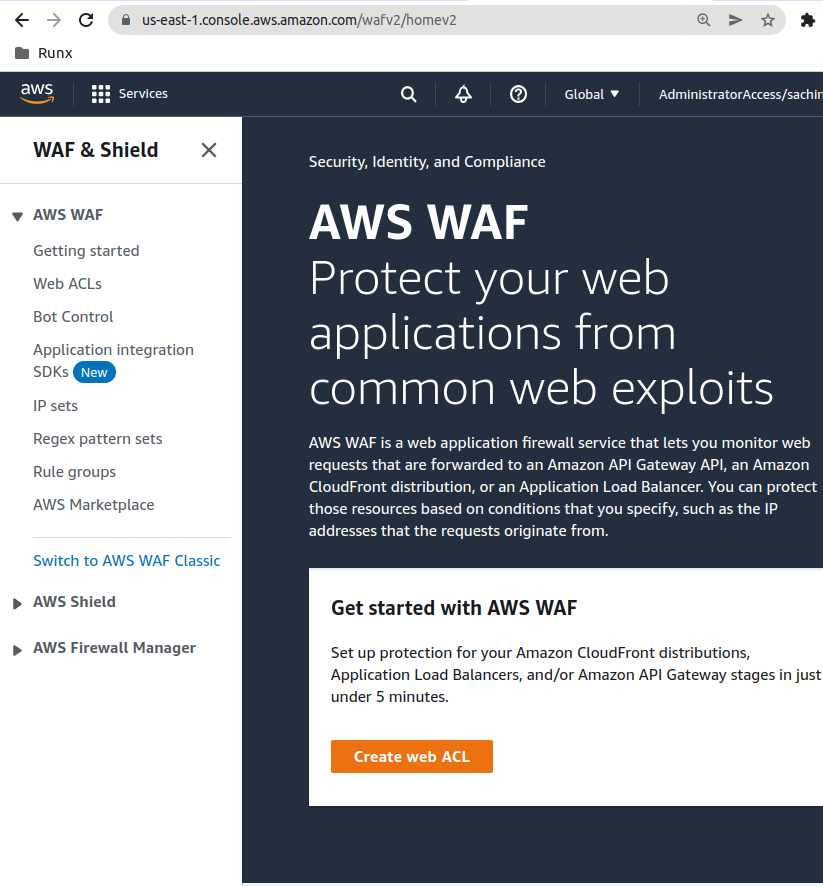 us-east-1.console.aws.amazon.com/wafv2/homev2
Runx
aws
Services
Global
AdministratorAccess/sachin
WAF & Shield
AWS WAF
Getting started
Web ACLs
Bot Control
Application integration
SDKs New
IP sets
Regex pattern sets
Rule groups
AWS Marketplace
Switch to AWS WAF Classic
AWS Shield
AWS Firewall Manager
Security, Identity, and Compliance
AWS WAF
Protect your web
applications from
common web exploits
AWS WAF is a web application firewall service that lets you monitor web
requests that are forwarded to an Amazon API Gateway API, an Amazon
CloudFront distribution, or an Application Load Balancer. You can protect
those resources based on conditions that you specify, such as the IP
addresses that the requests originate from.
Get started with AWS WAF
Set up protection for your Amazon CloudFront distributions,
Application Load Balancers, and/or Amazon API Gateway stages in just
under 5 minutes.
Create web ACL